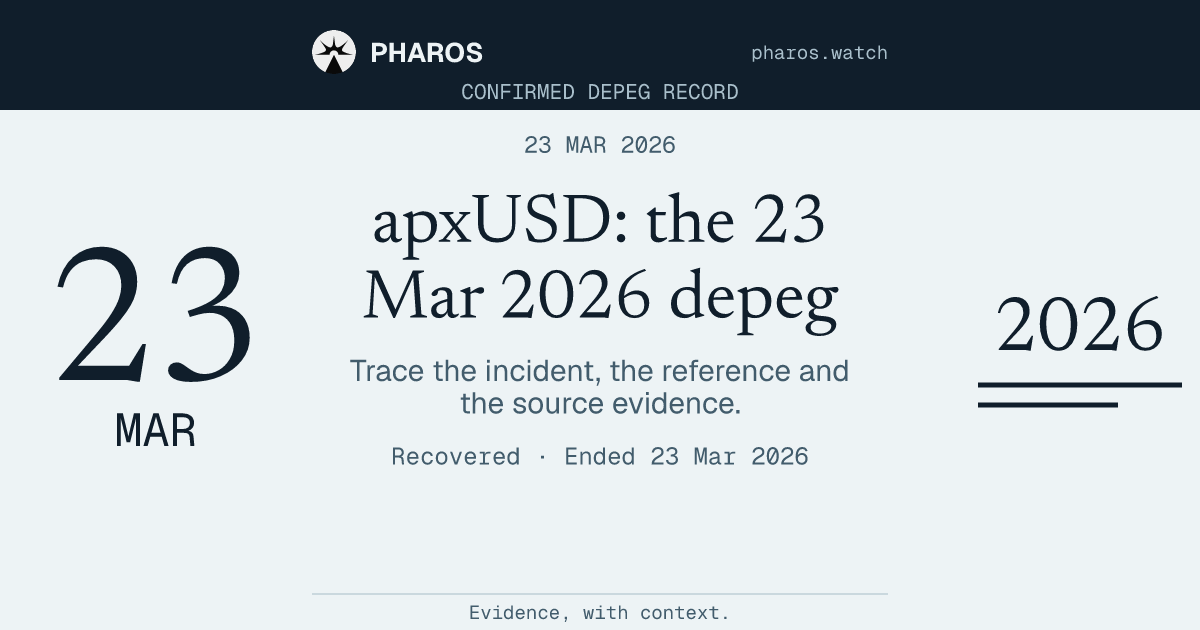 PHAROS
pharos.watch
CONFIRMED DEPEG RECORD
23 MAR 2026
apxUSD: the 23
Mar 2026 depeg
Trace the incident, the reference and
the source evidence.
Recovered · Ended 23 Mar 2026
23
MAR
2026
Evidence, with context.